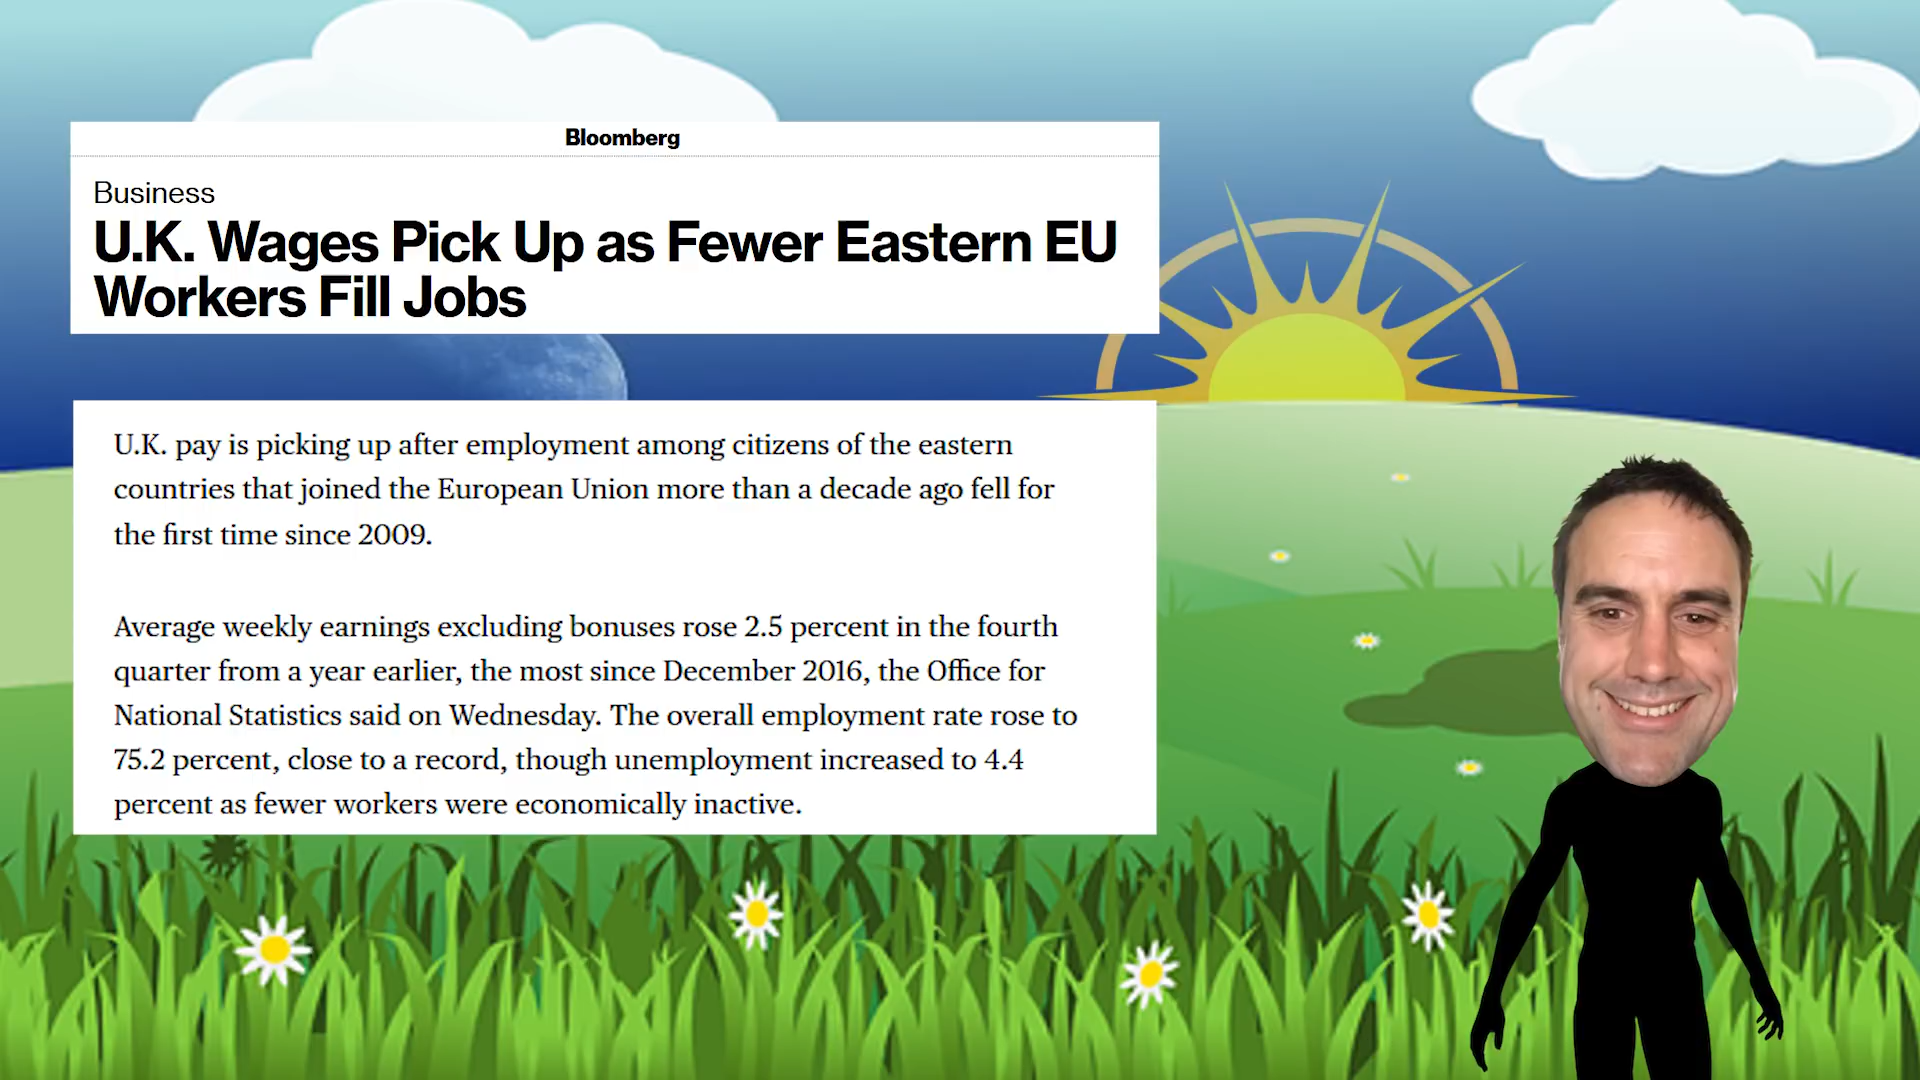 Bloomberg
Business
U.K. Wages Pick Up as Fewer Eastern EU
Workers Fill Jobs
U.K. pay is picking up after employment among citizens of the eastern
countries that joined the European Union more than a decade ago fell for
the first time since 2009.
Average weekly earnings excluding bonuses rose 2.5 percent in the fourth
quarter from a year earlier, the most since December 2016, the Office for
National Statistics said on Wednesday. The overall employment rate rose to
75.2 percent, close to a record, though unemployment increased to 4.4
percent as fewer workers were economically inactive.